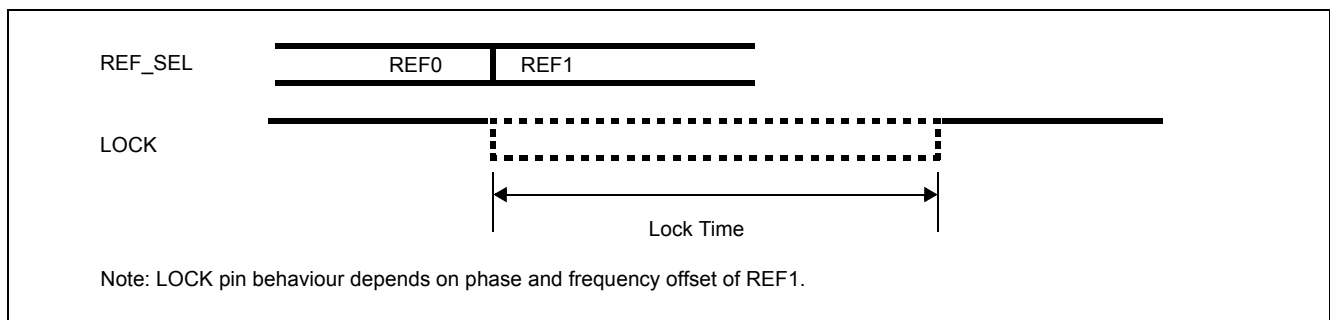 REF_SEL REF0 REF1
LOCK
Lock Time
Note: LOCK pin behaviour depends on phase and frequency offset of REF1.